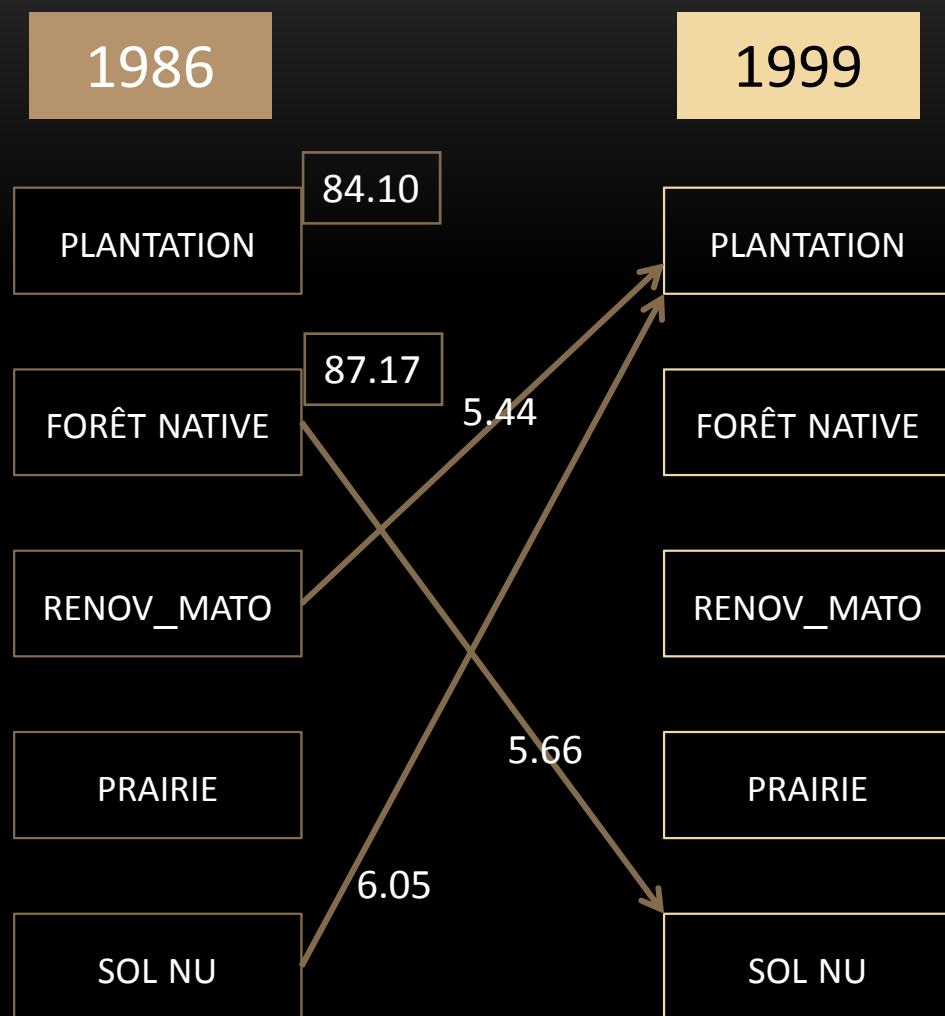 1986
1999
84.10
PLANTATION
PLANTATION
87.17
5.44
FORÊT NATIVE
FORÊT NATIVE
RENOV_MATO
RENOV_MATO
5.66
PRAIRIE
PRAIRIE
6.05
SOL NU
SOL NU